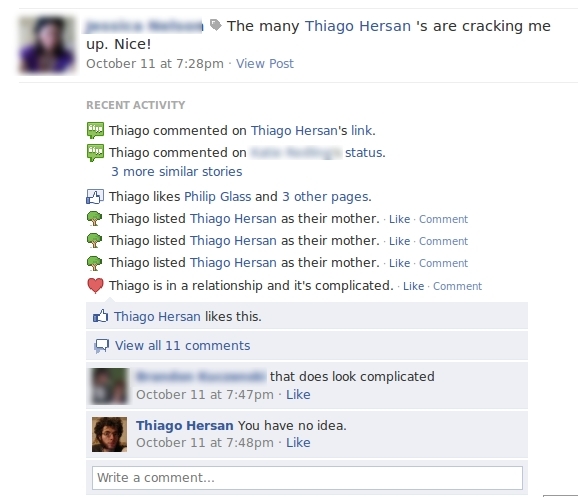 The many Thiago Hersan 's are cracking me
up. Nice!
October 11 at 7:28pm · View Post
RECENT ACTIVITY
Thiago commented on Thiago Hersan's link.
Thiago commented on status.
3 more similar stories
Thiago likes Philip Glass and 3 other pages.
Thiago listed Thiago Hersan as their mother. · Like · Comment
Thiago listed Thiago Hersan as their mother. · Like · Comment
Thiago listed Thiago Hersan as their mother. · Like · Comment
Thiago is in a relationship and it's complicated. · Like · Comment
Thiago Hersan likes this.
View all 11 comments
that does look complicated
October 11 at 7:47pm · Like
Thiago Hersan You have no idea.
October 11 at 7:48pm · Like
Write a comment...